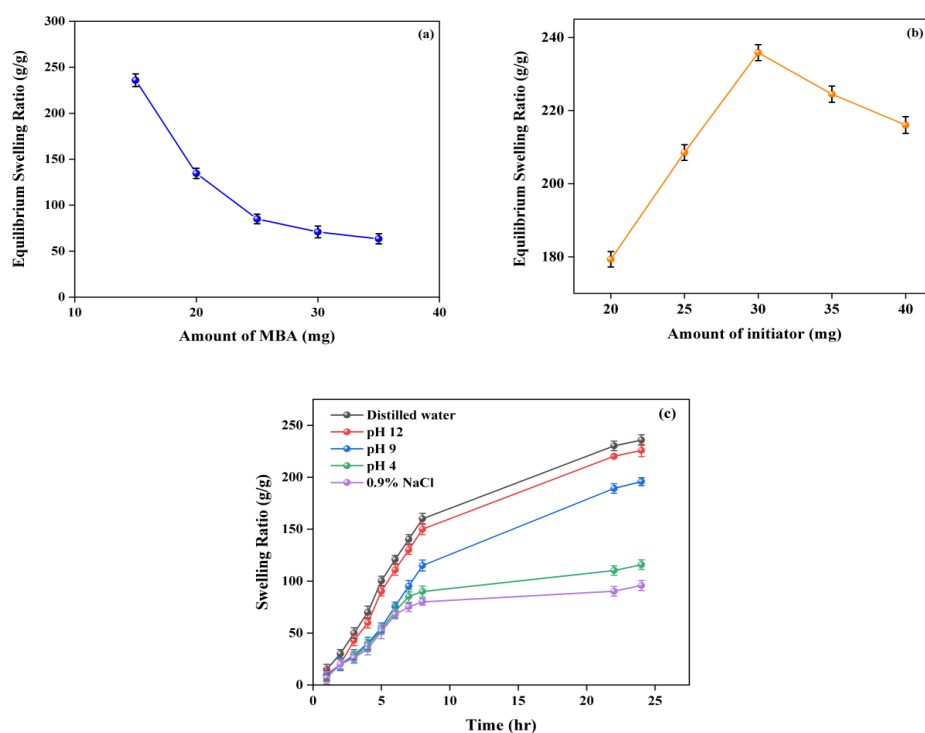 (a)
300
250
200
150
100
50
0
10
20
30
40
Equilibrium Swelling Ratio (g/g)
Amount of MBA (mg)
(b)
240
220
200
180
20
25
30
35
40
Equilibrium Swelling Ratio (g/g)
Amount of initiator (mg)
(c)
Distilled water
pH 12
pH 9
pH 4
0.9% NaCl
250
200
150
100
50
0
0
5
10
15
20
25
Swelling Ratio (g/g)
Time (hr)